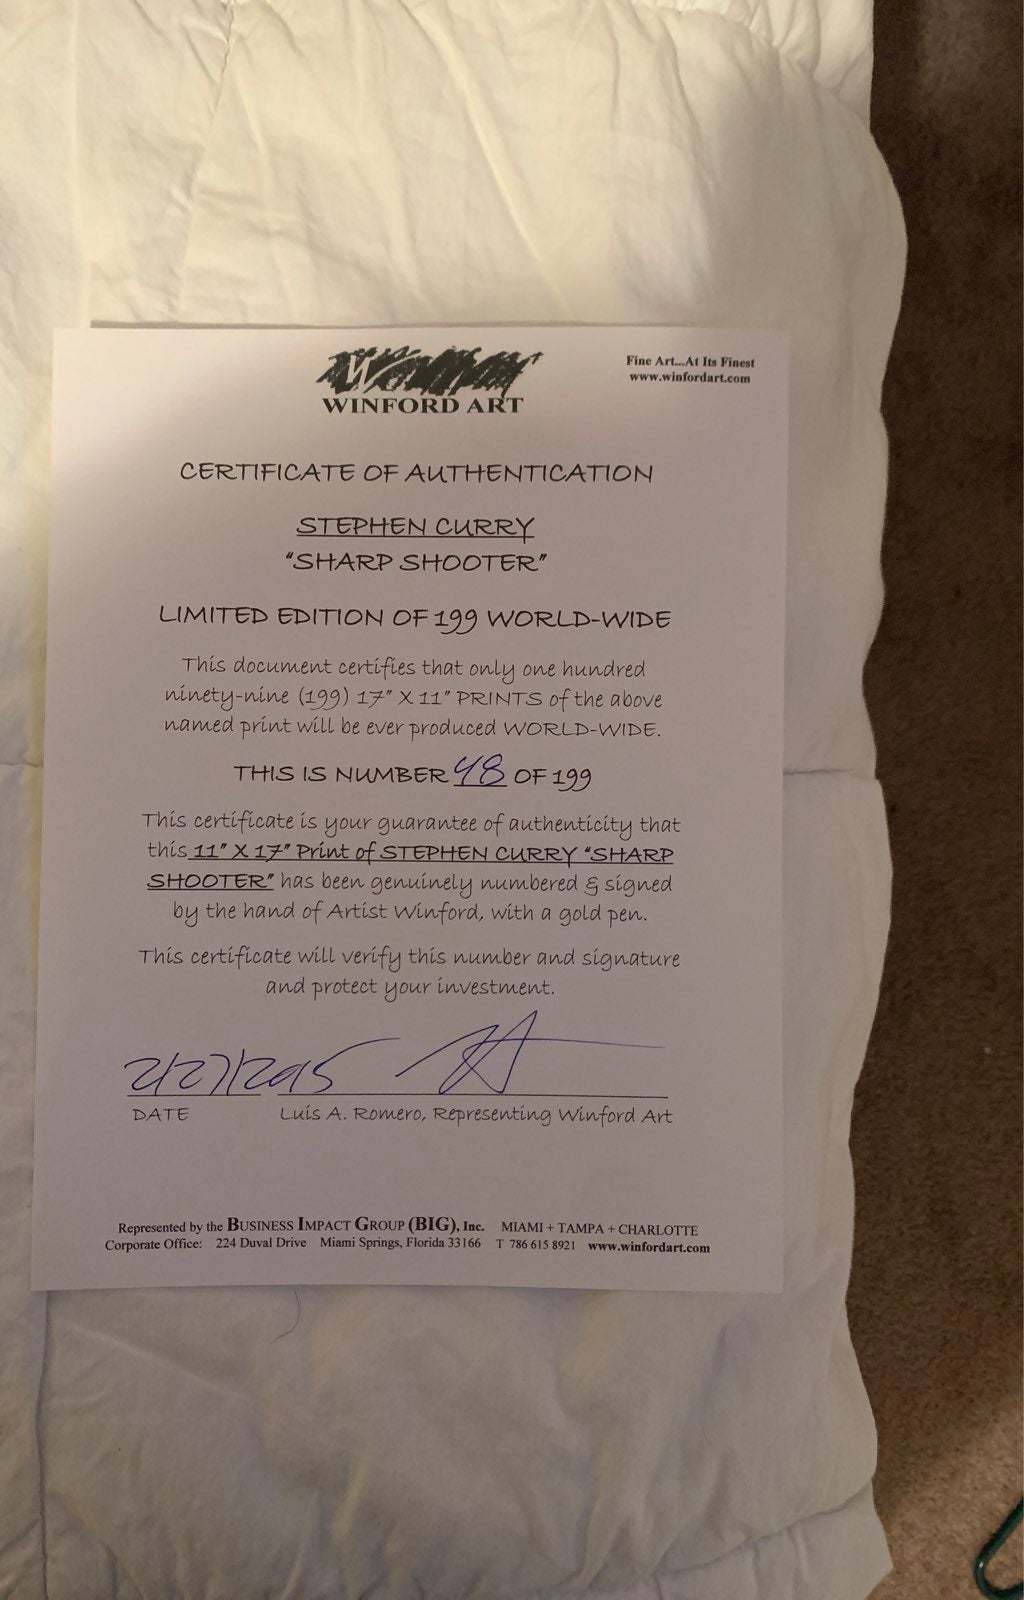 WINFORD ART
Fine Art...At Its Finest
www.winfordart.com
CERTIFICATE OF AUTHENTICATION
STEPHEN CURRY
"SHARP SHOOTER"
LIMITED EDITION OF 199 WORLD-WIDE
This document certifies that only one hundred
ninety-nine (199) 17" X 11" PRINTS of the above
named print will be ever produced WORLD-WIDE.
THIS IS NUMBER 48 OF 199
This certificate is your guarantee of authenticity that
this 11" X 17" Print of STEPHEN CURRY "SHARP
SHOOTER" has been genuinely numbered & signed
by the hand of Artist Winford, with a gold pen.
This certificate will verify this number and signature
and protect your investment.
2/27/2015
DATE Luis A. Romero, Representing Winford Art
Represented by the BUSINESS IMPACT GROUP (BIG), Inc. MIAMI + TAMPA + CHARLOTTE
Corporate Office: 224 Duval Drive Miami Springs, Florida 33166 T 786 615 8921 www.winfordart.com